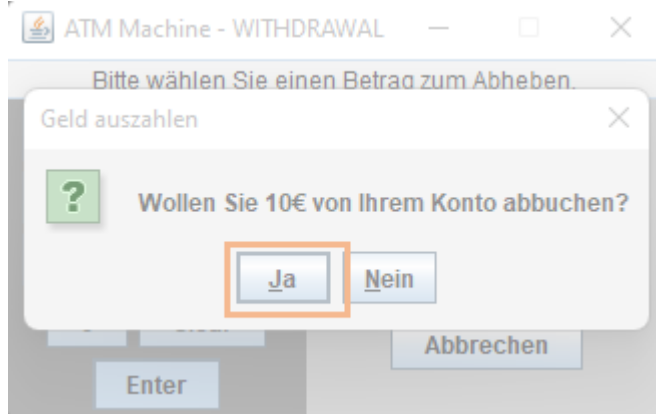 ATM Machine - WITHDRAWAL
Bitte wählen Sie einen Betrag zum Abheben.
Geld auszahlen
?
Wollen Sie 10€ von Ihrem Konto abbuchen?
Ja Nein
Abbrechen
Enter